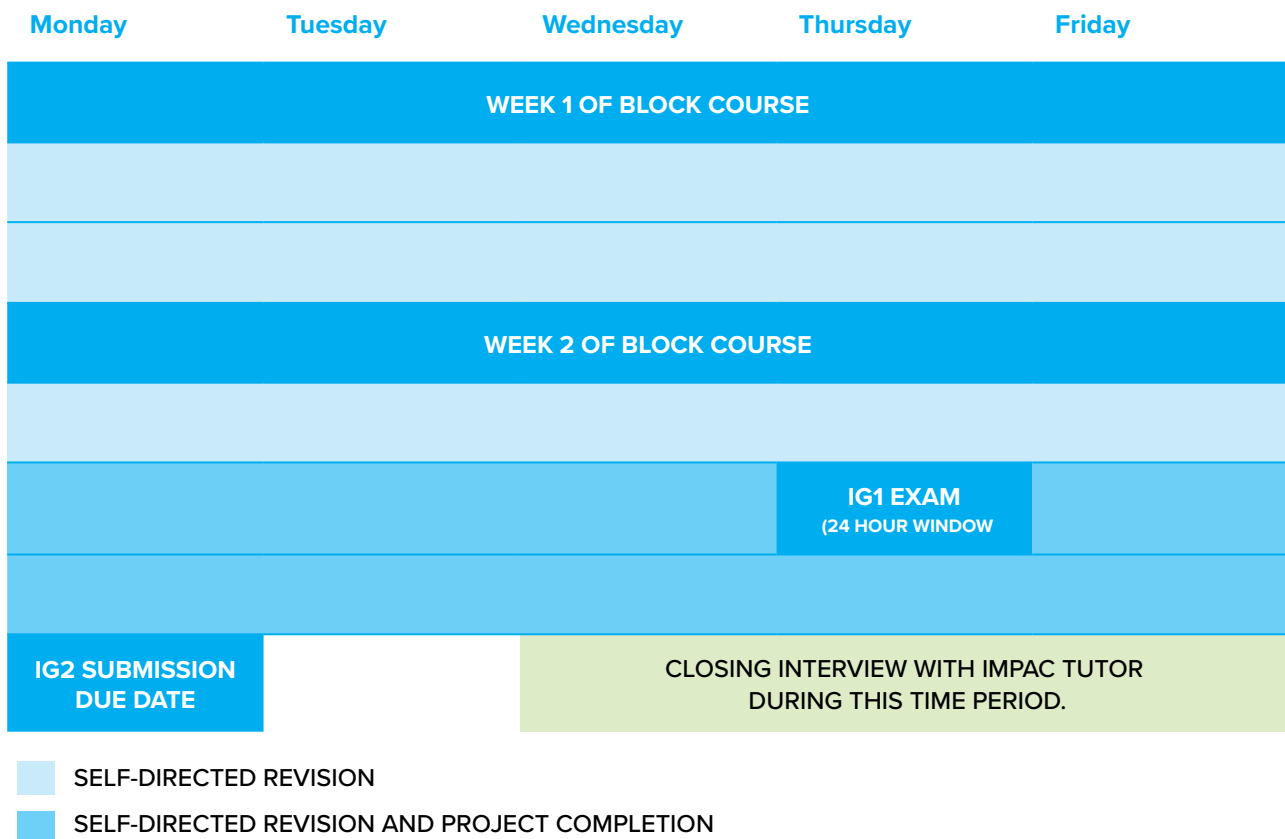 Monday Tuesday Wednesday Thursday Friday
WEEK 1 OF BLOCK COURSE
WEEK 2 OF BLOCK COURSE
IG1 EXAM
(24 HOUR WINDOW
IG2 SUBMISSION
DUE DATE
CLOSING INTERVIEW WITH IMPAC TUTOR
DURING THIS TIME PERIOD.
SELF-DIRECTED REVISION
SELF-DIRECTED REVISION AND PROJECT COMPLETION